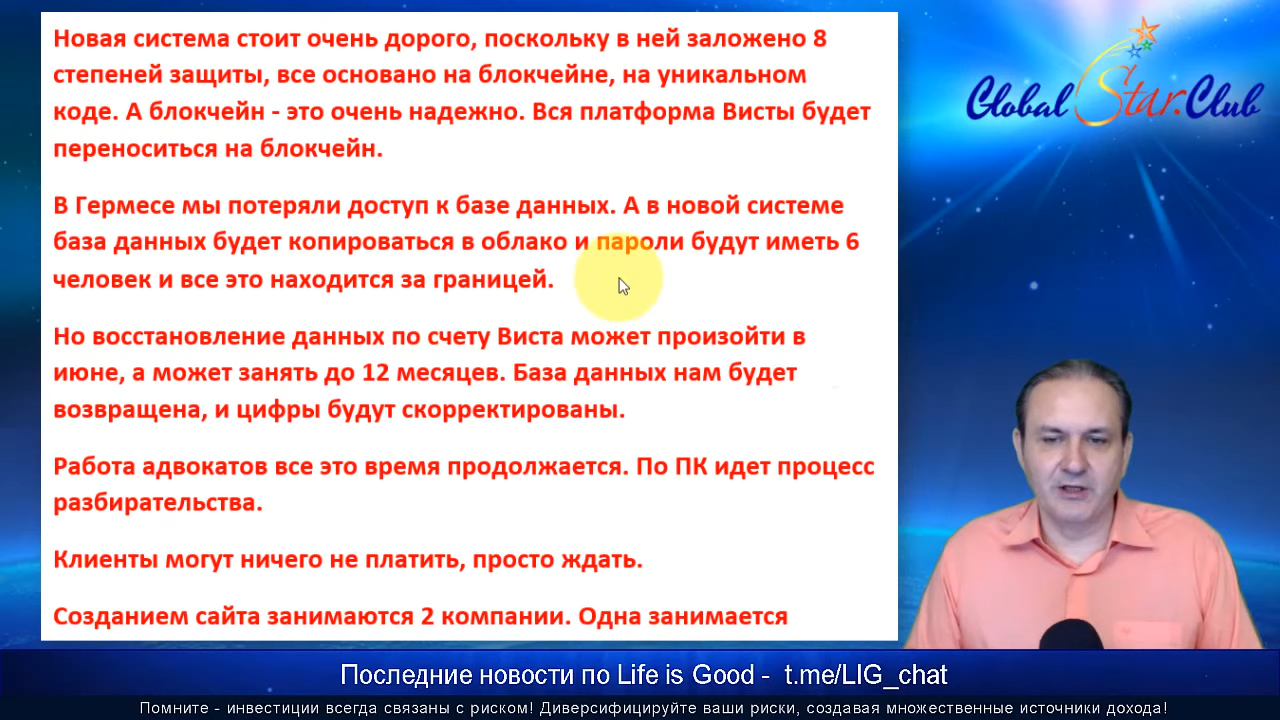 Новая система стоит очень дорого, поскольку в ней заложено 8
степеней защиты, все основано на блокчейне, на уникальном
коде. А блокчейн - это очень надежно. Вся платформа Висты будет
переноситься на блокчейн.
В Гермесе мы потеряли доступ к базе данных. А в новой системе
база данных будет копироваться в облако и пароли будут иметь 6
человек и все это находится за границей.
Но восстановление данных по счету Виста может произойти в
июне, а может занять до 12 месяцев. База данных нам будет
возвращена, и цифры будут скорректированы.
Работа адвокатов все это время продолжается. По ПК идет процесс
разбирательства.
Клиенты могут ничего не платить, просто ждать.
Созданием сайта занимаются 2 компании. Одна занимается
Global Star.Club
Последние новости по Life is Good - t.me/LIG_chat
Помните - инвестиции всегда связаны с риском! Диверсифицируйте ваши риски, создавая множественные источники дохода!